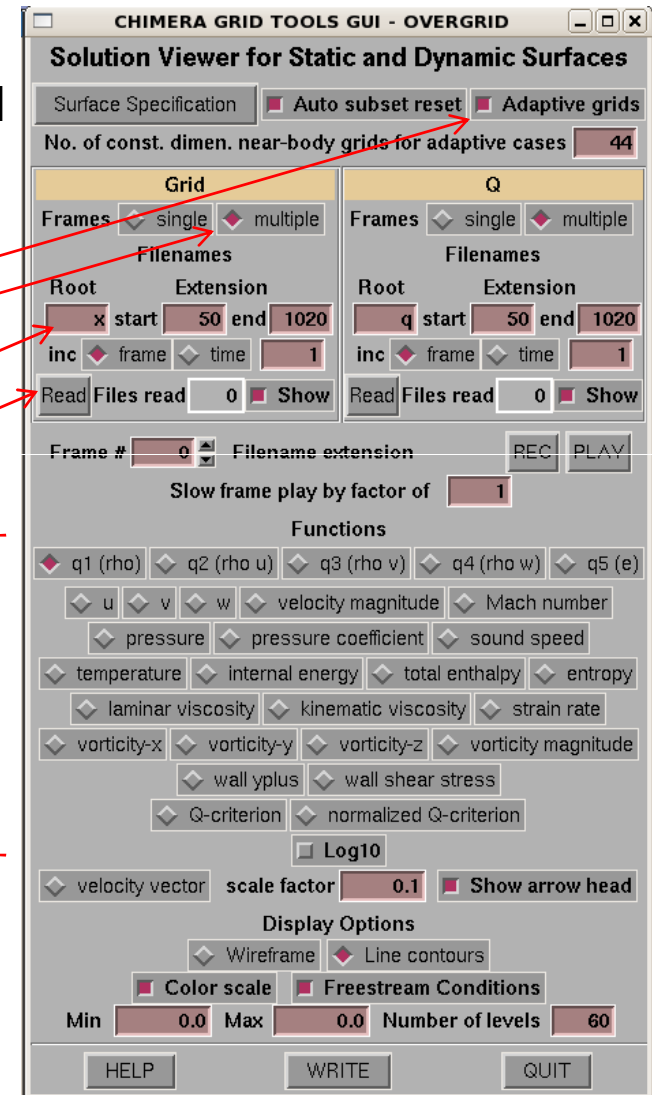 CHIMERA GRID TOOLS GUI - OVERGRID
Solution Viewer for Static and Dynamic Surfaces
Surface Specification Auto subset reset Adaptive grids
No. of const. dimen. near-body grids for adaptive cases 44
Grid Q
Frames single multiple Frames single multiple
Filenames Filenames
Root Extension Root Extension
x start 50 end 1020 q start 50 end 1020
inc frame time 1 inc frame time 1
Read Files read 0 Show Read Files read 0 Show
Frame # 0 Filename extension REC PLAY
Slow frame play by factor of 1
Functions
q1 (rho) q2 (rho u) q3 (rho v) q4 (rho w) q5 (e)
u v w velocity magnitude Mach number
pressure pressure coefficient sound speed
temperature internal energy total enthalpy entropy
laminar viscosity kinematic viscosity strain rate
vorticity-x vorticity-y vorticity-z vorticity magnitude
wall yplus wall shear stress
Q-criterion normalized Q-criterion
Log10
velocity vector scale factor 0.1 Show arrow head
Display Options
Wireframe Line contours
Color scale Freestream Conditions
Min 0.0 Max 0.0 Number of levels 60
HELP WRITE QUIT